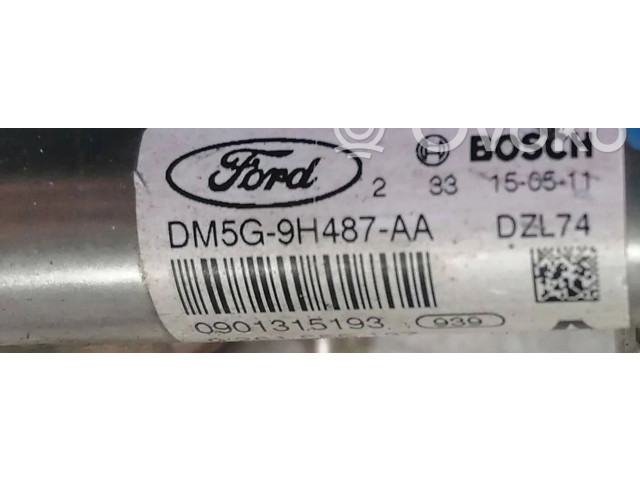 Ford 2 33 BOSCH 15-05-11
DM5G-9H487-AA DZL74
0901315193 939 A